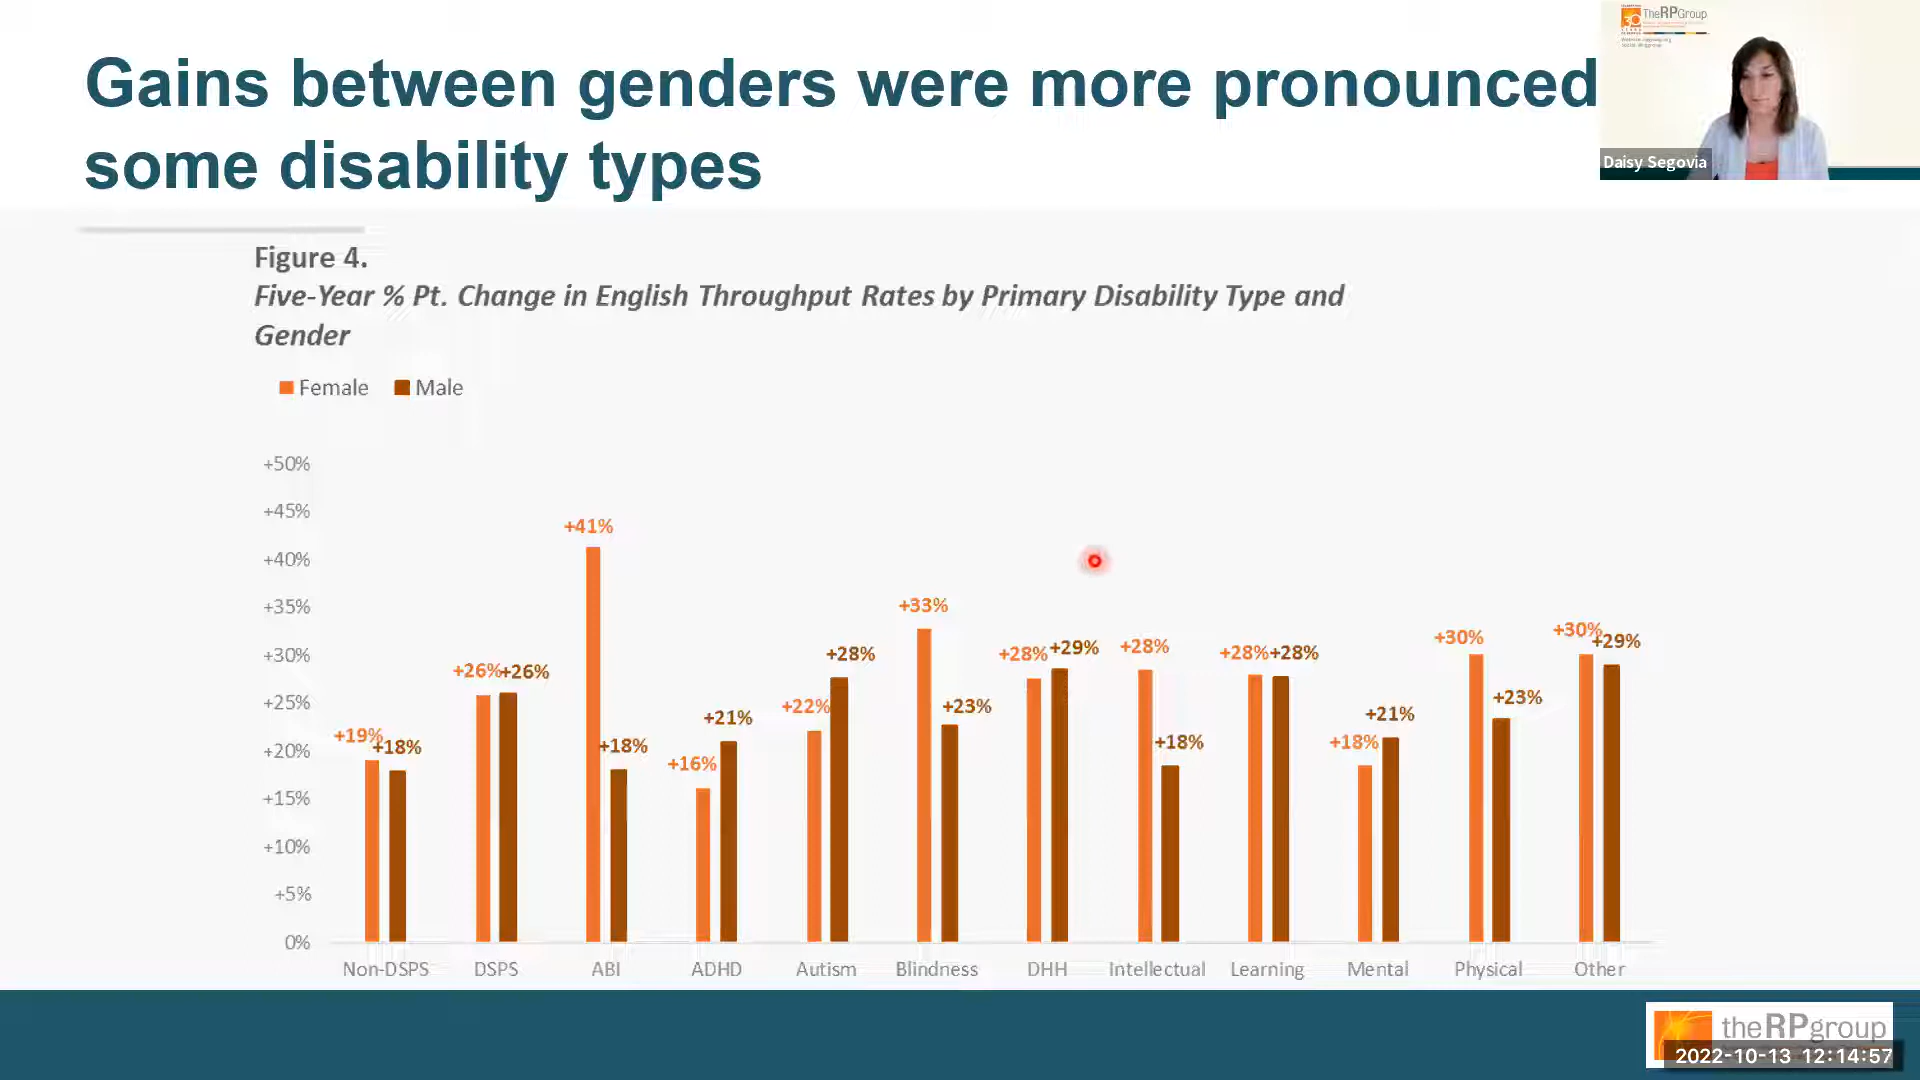 Gains between genders were more pronounced
some disability types
TheRPGroup
Daisy Segovia
Figure 4.
Five-Year % Pt. Change in English Throughput Rates by Primary Disability Type and
Gender
Female Male
+50%
+45%
+40%
+35%
+30%
+25%
+20%
+15%
+10%
+5%
0%
+19% +18%
+26% +26%
+41% +18%
+16% +21%
+22% +28%
+33% +23%
+28% +29%
+28% +18%
+28% +28%
+18% +21%
+30% +23%
+30% +29%
Non-DSPS DSPS ABI ADHD Autism Blindness DHH Intellectual Learning Mental Physical Other
theRPgroup
2022-10-13 12:14:57